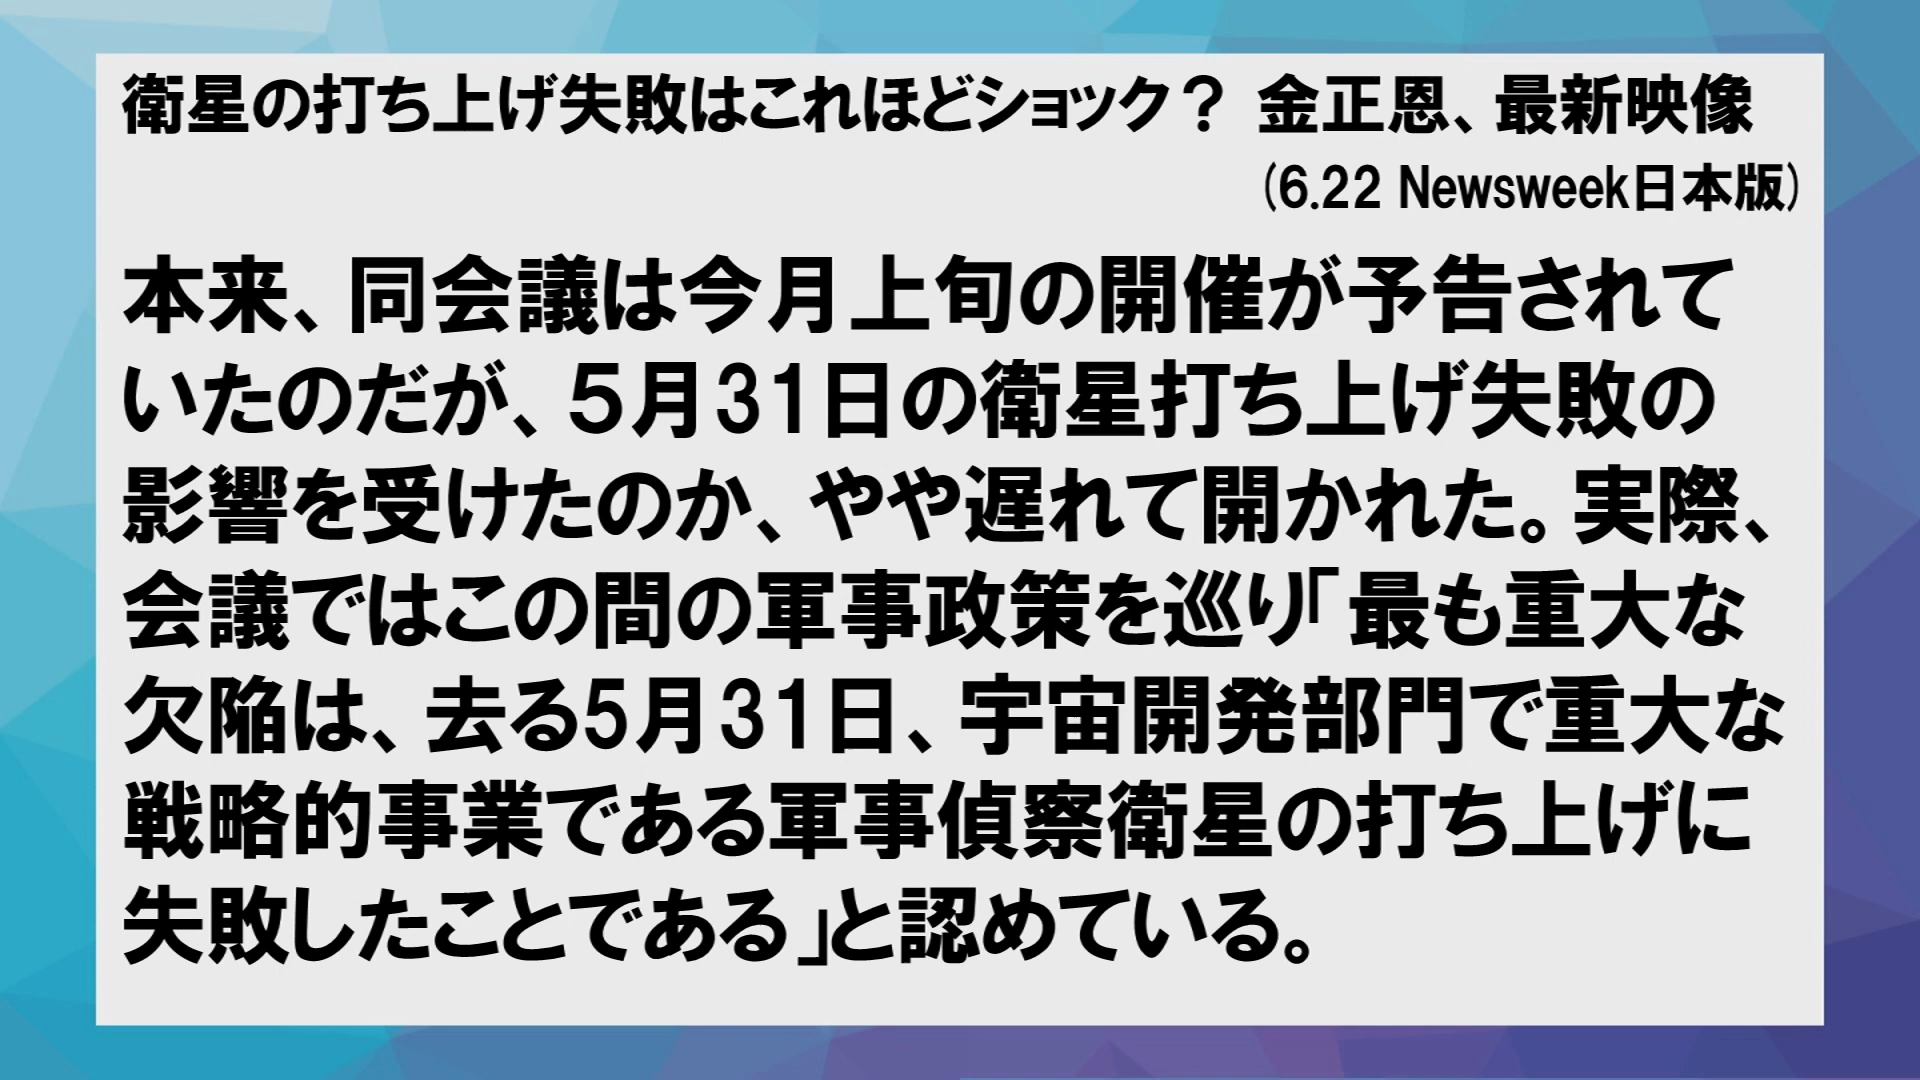 衛星の打ち上げ失敗はこれほどショック？ 金正恩、最新映像
(6.22 Newsweek日本版)
本来、同会議は今月上旬の開催が予告されて
いたのだが、５月31日の衛星打ち上げ失敗の
影響を受けたのか、やや遅れて開かれた。実際、
会議ではこの間の軍事政策を巡り「最も重大な
欠陥は、去る5月31日、宇宙開発部門で重大な
戦略的事業である軍事偵察衛星の打ち上げに
失敗したことである」と認めている。